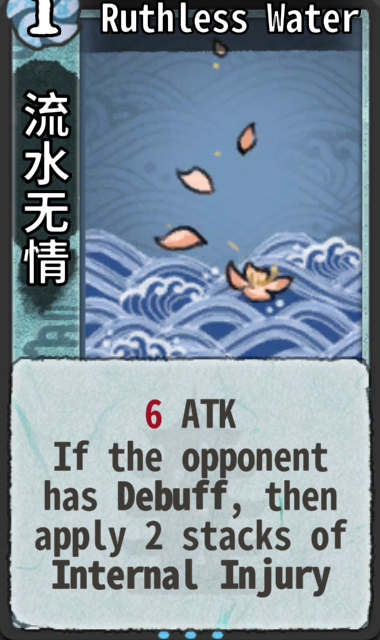 1
Ruthless Water
流水无情
6 ATK
If the opponent
has Debuff, then
apply 2 stacks of
Internal Injury